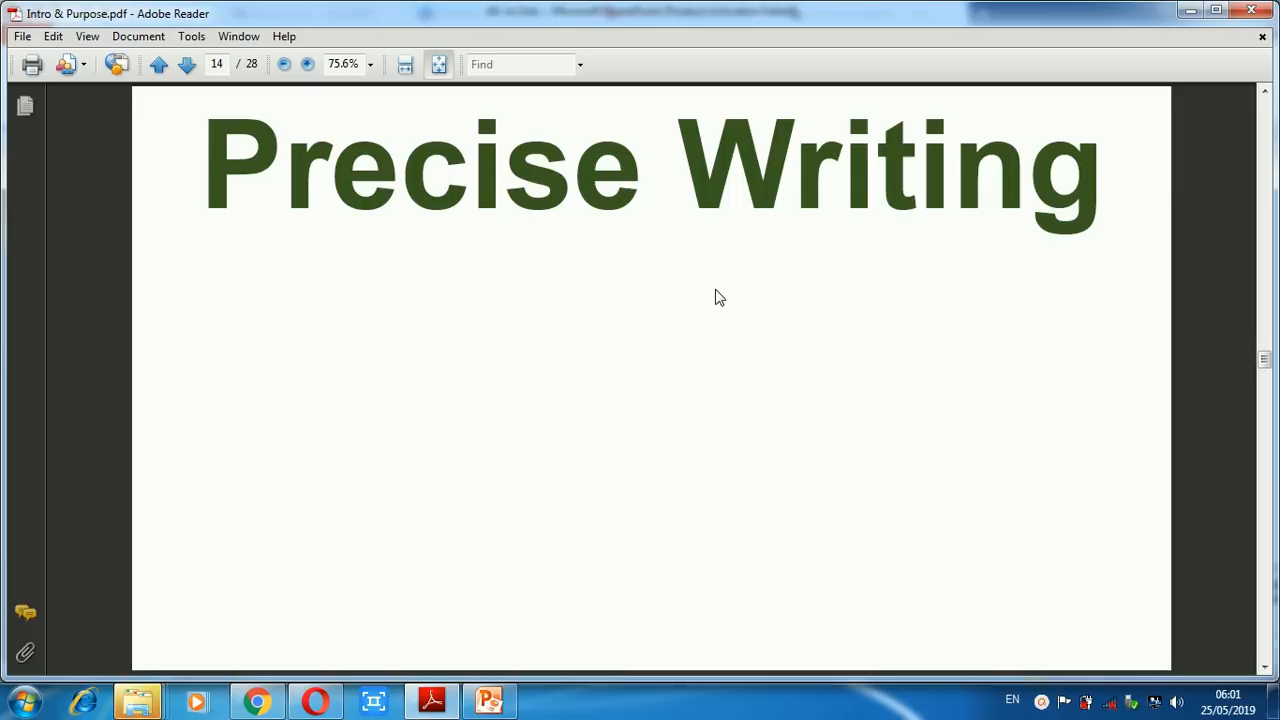 Intro & Purpose.pdf - Adobe Reader
File Edit View Document Tools Window Help
14 / 28 75.6% Find
Precise Writing
EN 06:01
25/05/2019